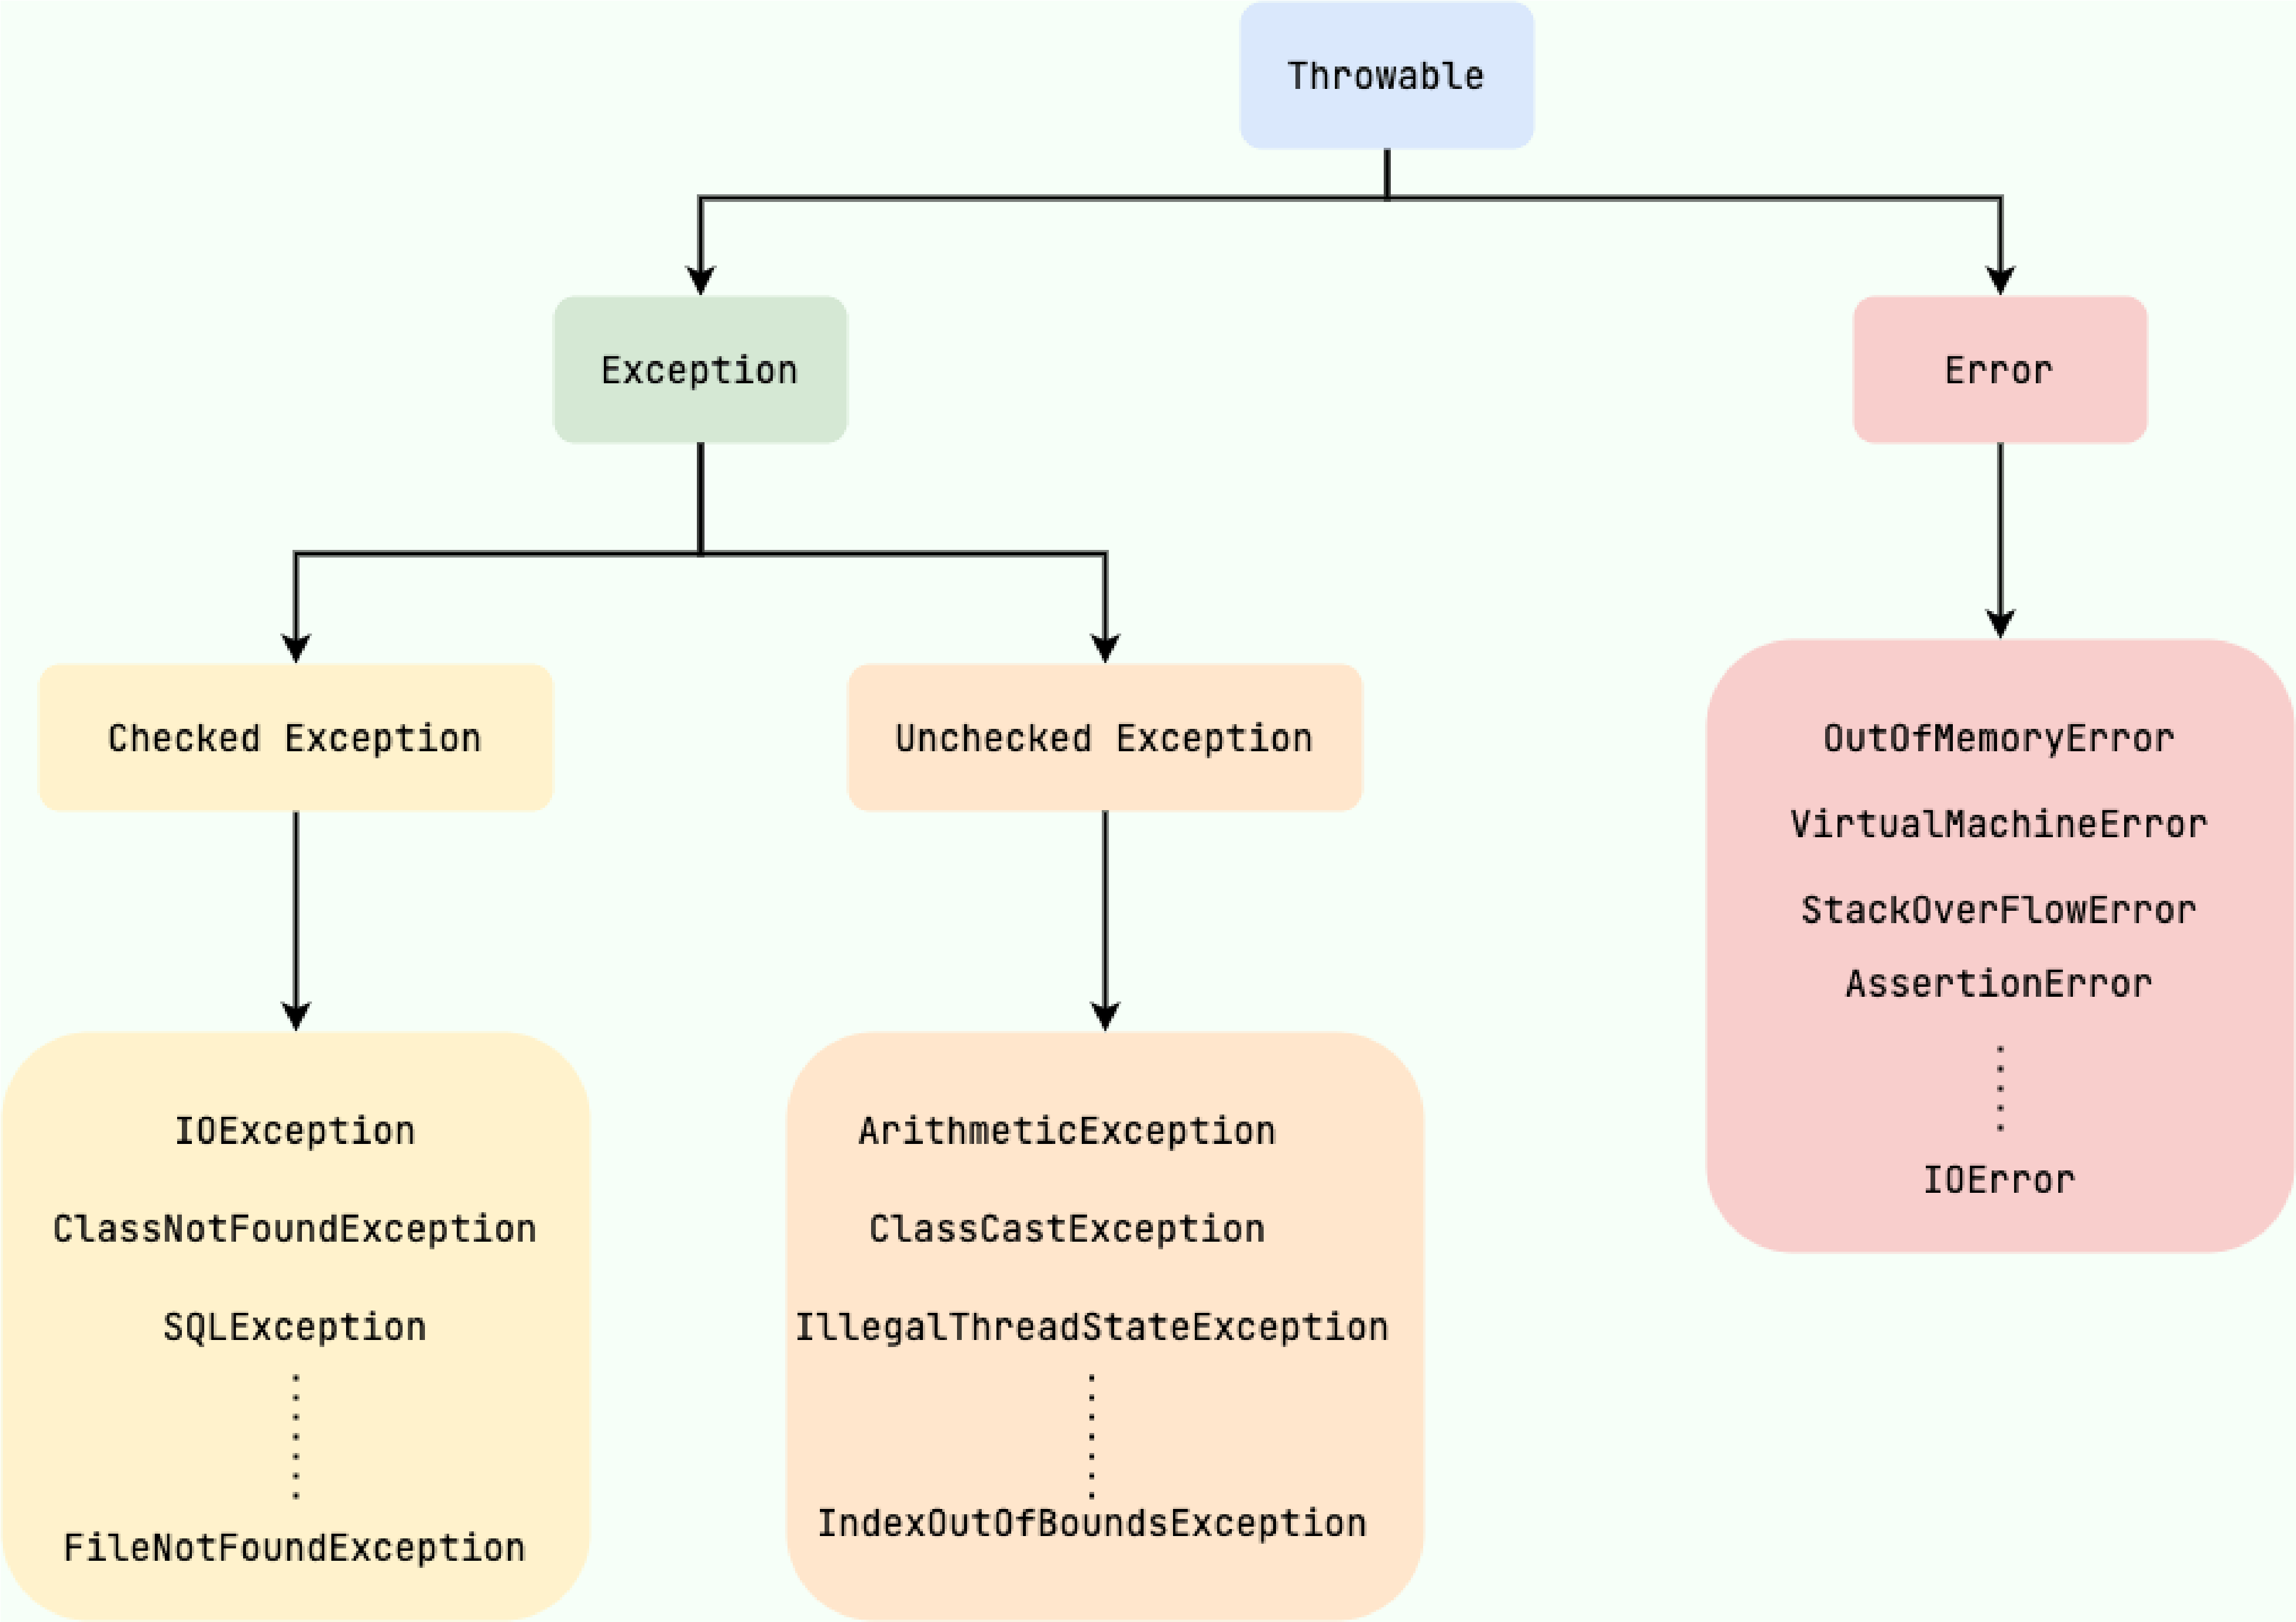 Throwable
Exception
Error
Checked Exception
Unchecked Exception
OutOfMemoryError
VirtualMachineError
StackOverFlowError
AssertionError
IOError
IOException
ClassNotFoundException
SQLException
FileNotFoundException
ArithmeticException
ClassCastException
IllegalThreadStateException
IndexOutOfBoundsException